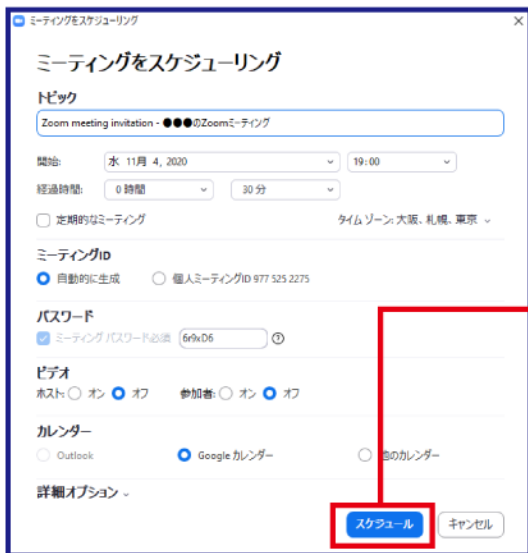 ミーティングをスケジューリング
ミーティングをスケジューリング
トピック
Zoom meeting invitation - ●●●のZoomミーティング
開始: 水 11月 4, 2020 19:00
経過時間: 0 時間 30 分
定期的なミーティング タイム ゾーン: 大阪、札幌、東京
ミーティングID
自動的に生成 個人ミーティングID 977 525 2275
パスワード
ミーティング パスワード必須 6r9xD6
ビデオ
ホスト: オン オフ 参加者: オン オフ
カレンダー
Outlook Google カレンダー 他のカレンダー
詳細オプション
スケジュール キャンセル